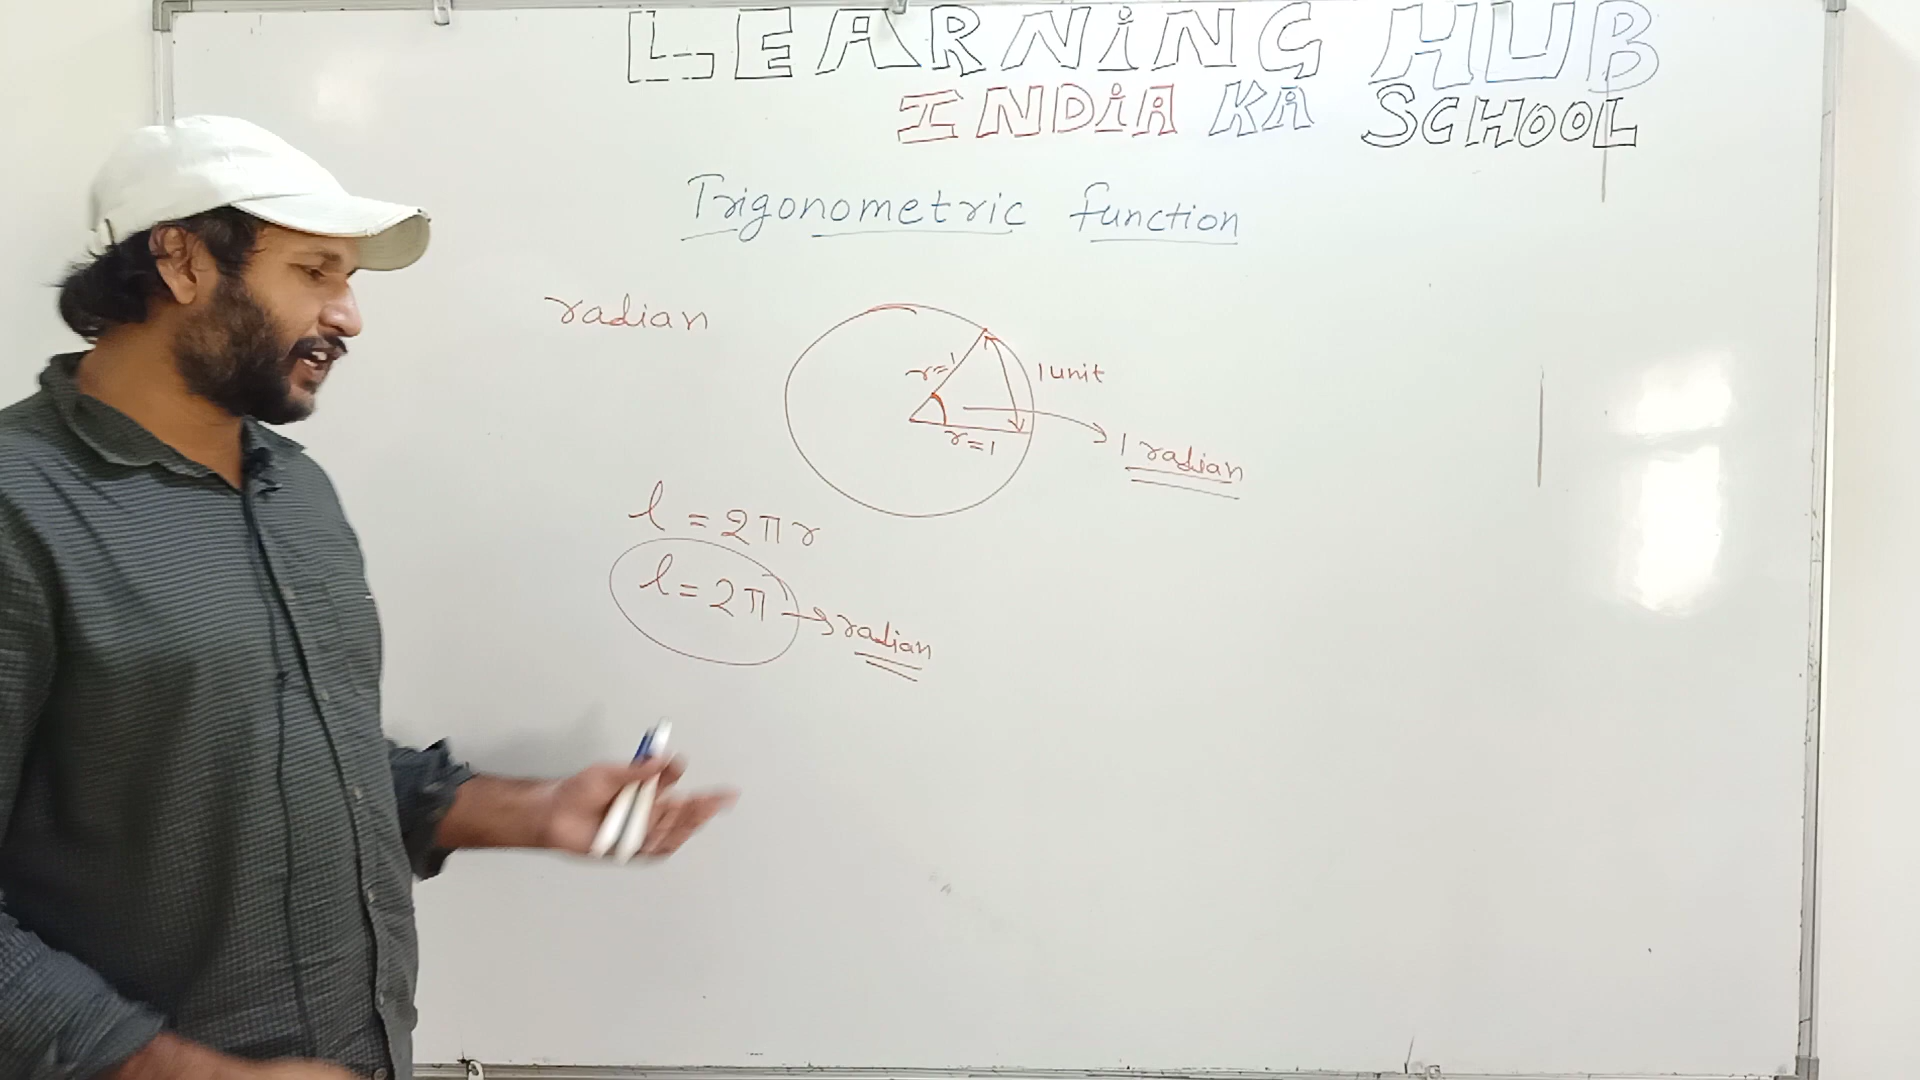 LEARNING HUB
INDIA KA SCHOOL
Trigonometric function
radian
r=1
1 unit
r=1
1 radian
l = 2πr
l = 2π → radian